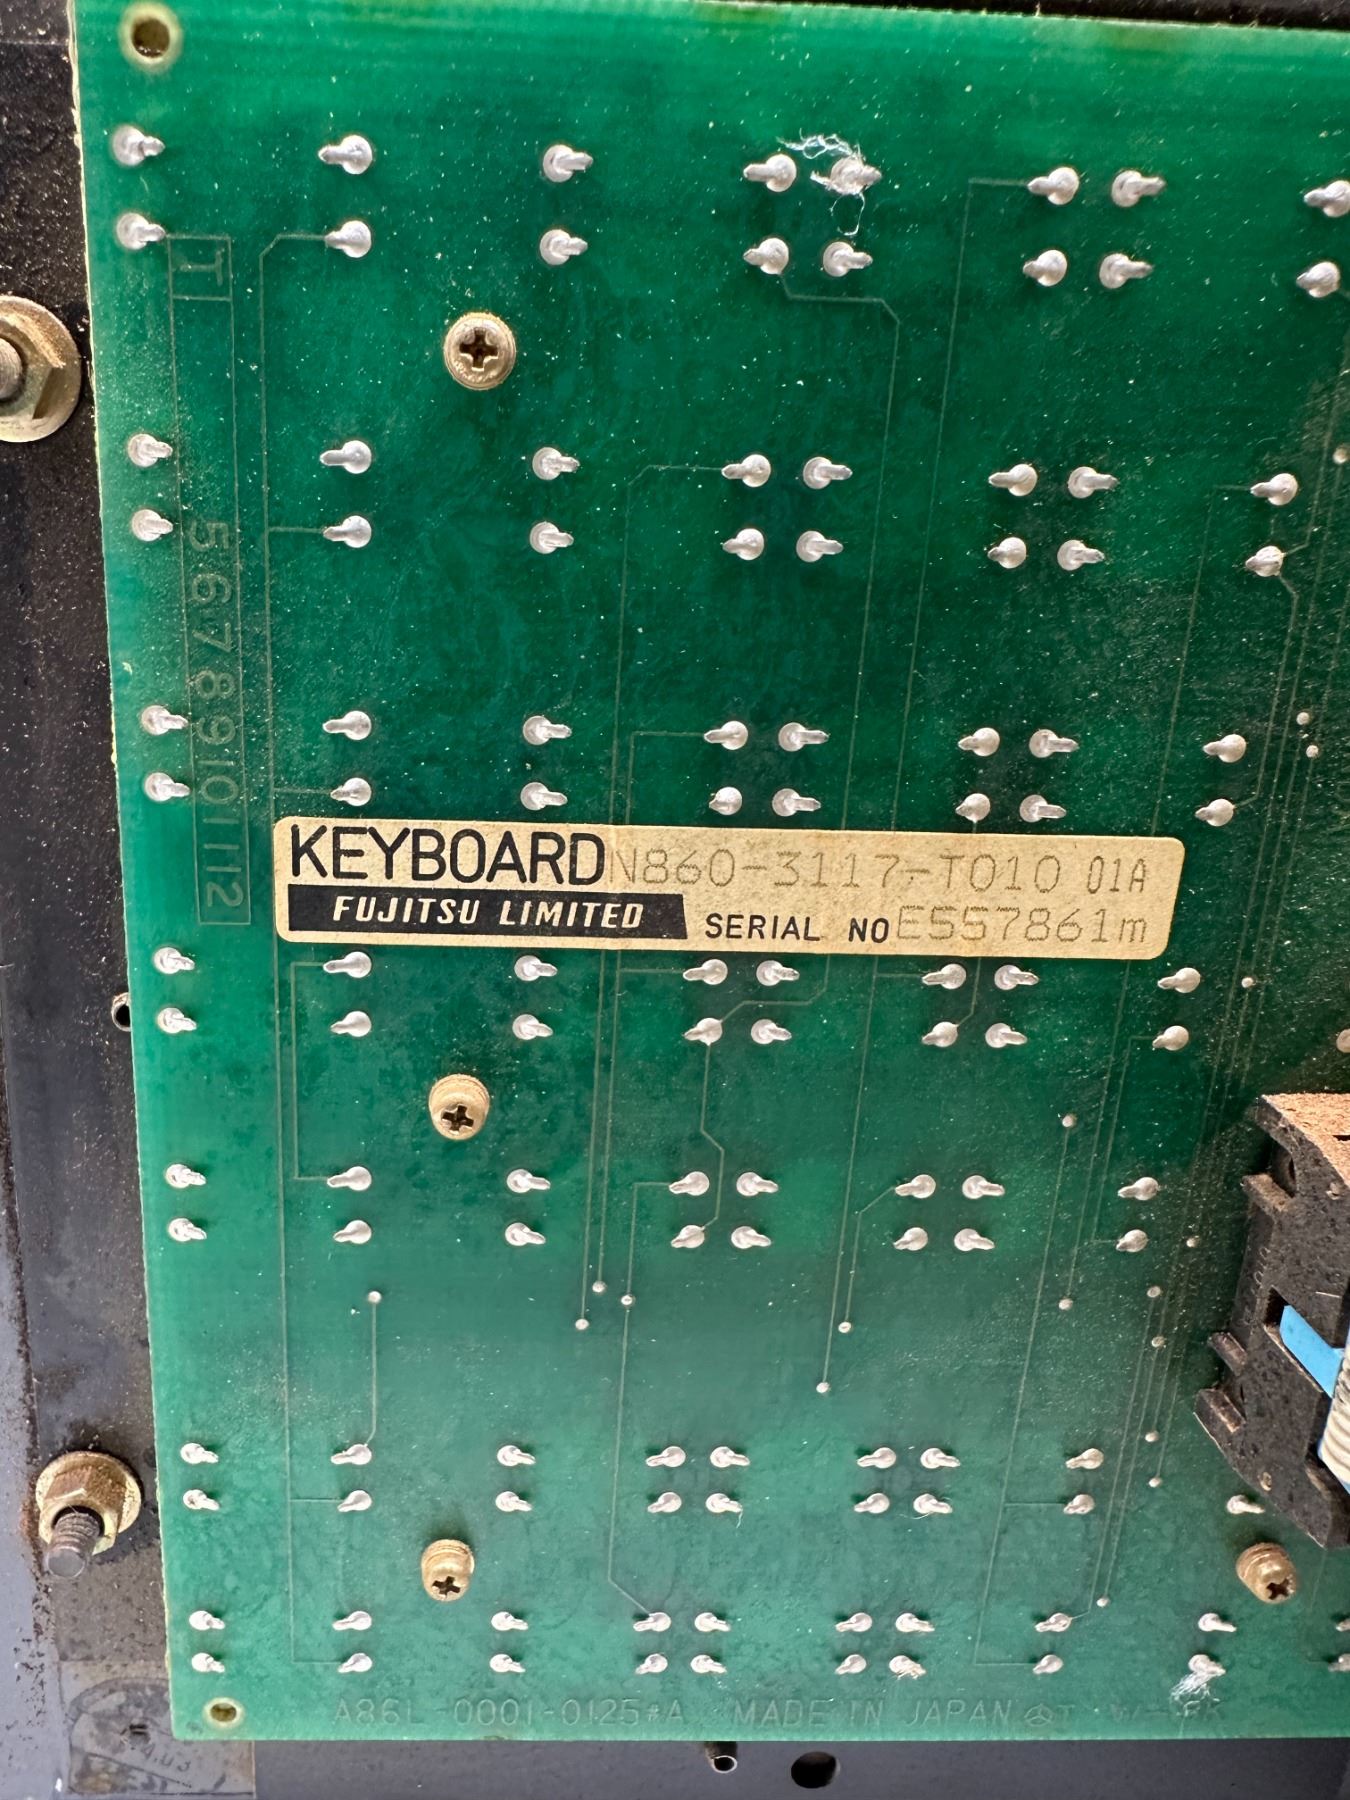 T1
5 6 7 8 9 10 11 12
KEYBOARD N860-3117-T010 01A
FUJITSU LIMITED SERIAL NO E557861m
A86L-0001-0125#A MADE IN JAPAN T